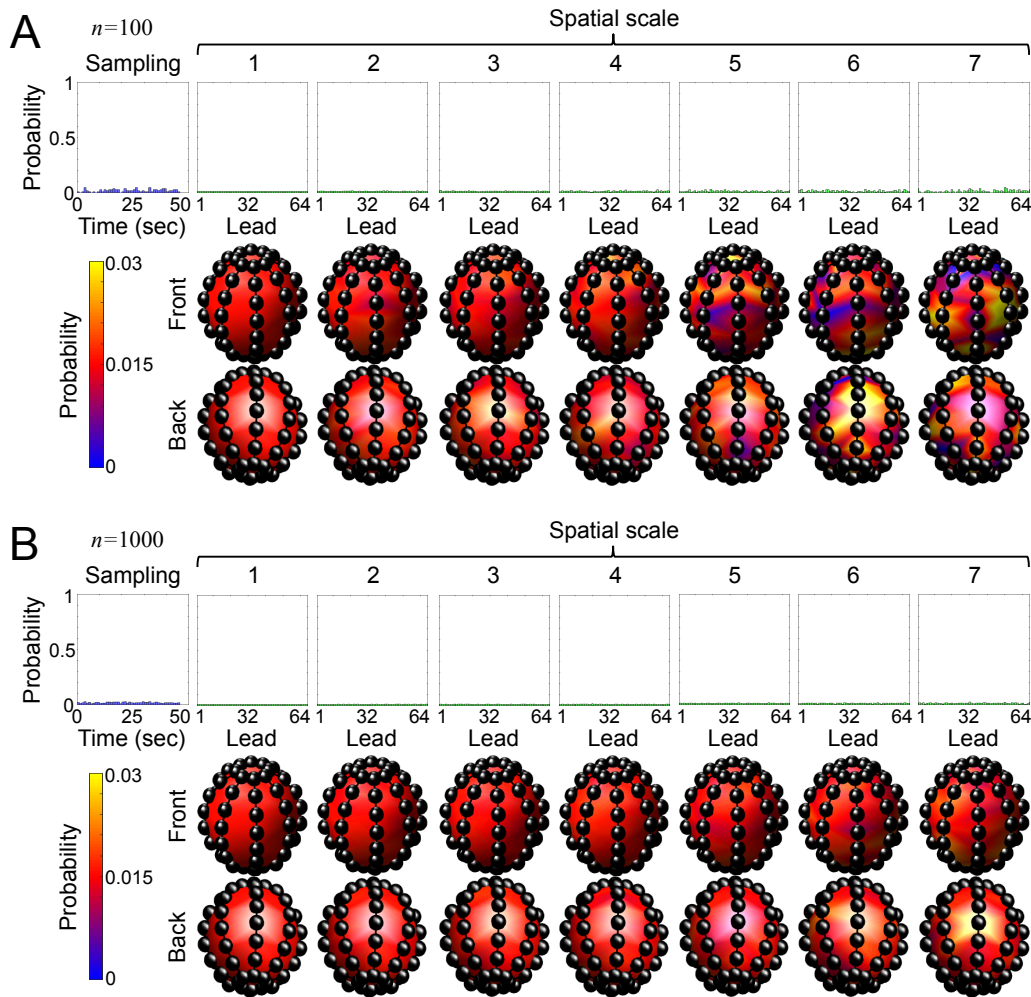 A
n=100
Spatial scale
Sampling 1 2 3 4 5 6 7
Probability
1
0.5
0
0 25 50 1 32 64 1 32 64 1 32 64 1 32 64 1 32 64 1 32 64 1 32 64
Time (sec) Lead Lead Lead Lead Lead Lead Lead
Probability
0.03
0.015
0
Front
Back
B
n=1000
Spatial scale
Sampling 1 2 3 4 5 6 7
Probability
1
0.5
0
0 25 50 1 32 64 1 32 64 1 32 64 1 32 64 1 32 64 1 32 64 1 32 64
Time (sec) Lead Lead Lead Lead Lead Lead Lead
Probability
0.03
0.015
0
Front
Back